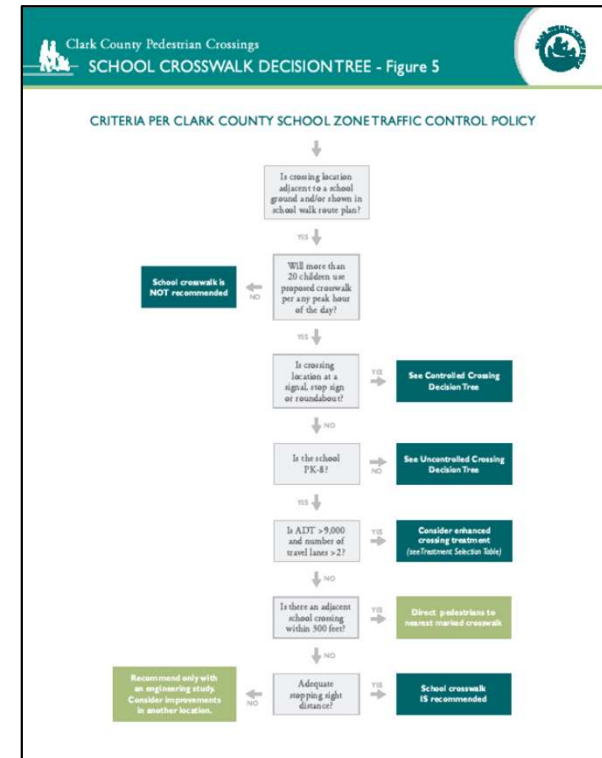 Clark County Pedestrian Crossings
SCHOOL CROSSWALK DECISION TREE - Figure 5
CRITERIA PER CLARK COUNTY SCHOOL ZONE TRAFFIC CONTROL POLICY
Is crossing location
adjacent to a school
ground and/or shown in
school walk route plan?
YES
Will more than
20 children use
proposed crosswalk
per any peak hour
of the day?
NO
School crosswalk is
NOT recommended
YES
Is crossing
location at a
signal, stop sign
or roundabout?
YES
See Controlled Crossing
Decision Tree
NO
Is the school
PK-8?
NO
See Uncontrolled Crossing
Decision Tree
YES
Is ADT >9,000
and number of
travel lanes >2?
YES
Consider enhanced
crossing treatment
(see Treatment Selection Table)
NO
Is there an adjacent
school crossing
within 300 feet?
YES
Direct pedestrians to
nearest marked crosswalk
NO
Adequate
stopping sight
distance?
NO
Recommend only with
an engineering study.
Consider improvements
in another location.
YES
School crosswalk
IS recommended